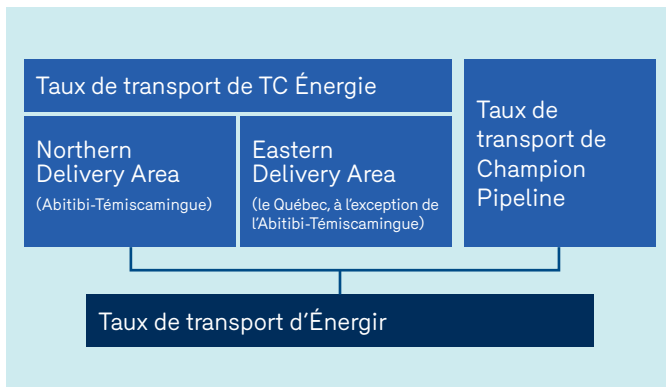 Taux de transport de TC Énergie
Northern
Delivery Area
(Abitibi-Témiscamingue)
Eastern
Delivery Area
(le Québec, à l'exception de
l'Abitibi-Témiscamingue)
Taux de
transport de
Champion
Pipeline
Taux de transport d'Énergir